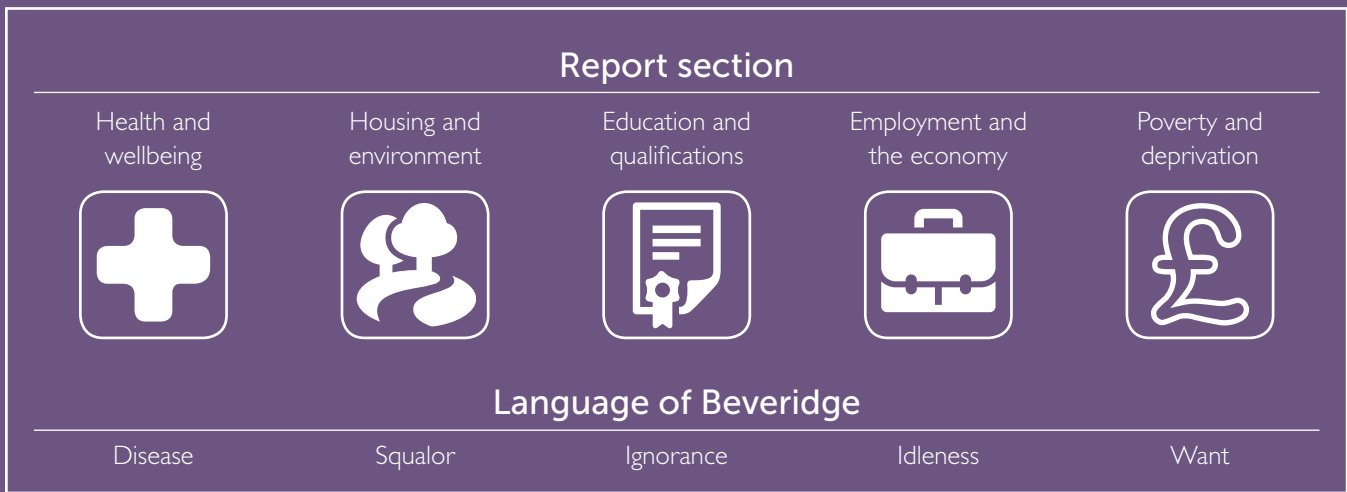 Report section
Health and
wellbeing
Housing and
environment
Education and
qualifications
Employment and
the economy
Poverty and
deprivation
£
Language of Beveridge
Disease
Squalor
Ignorance
Idleness
Want